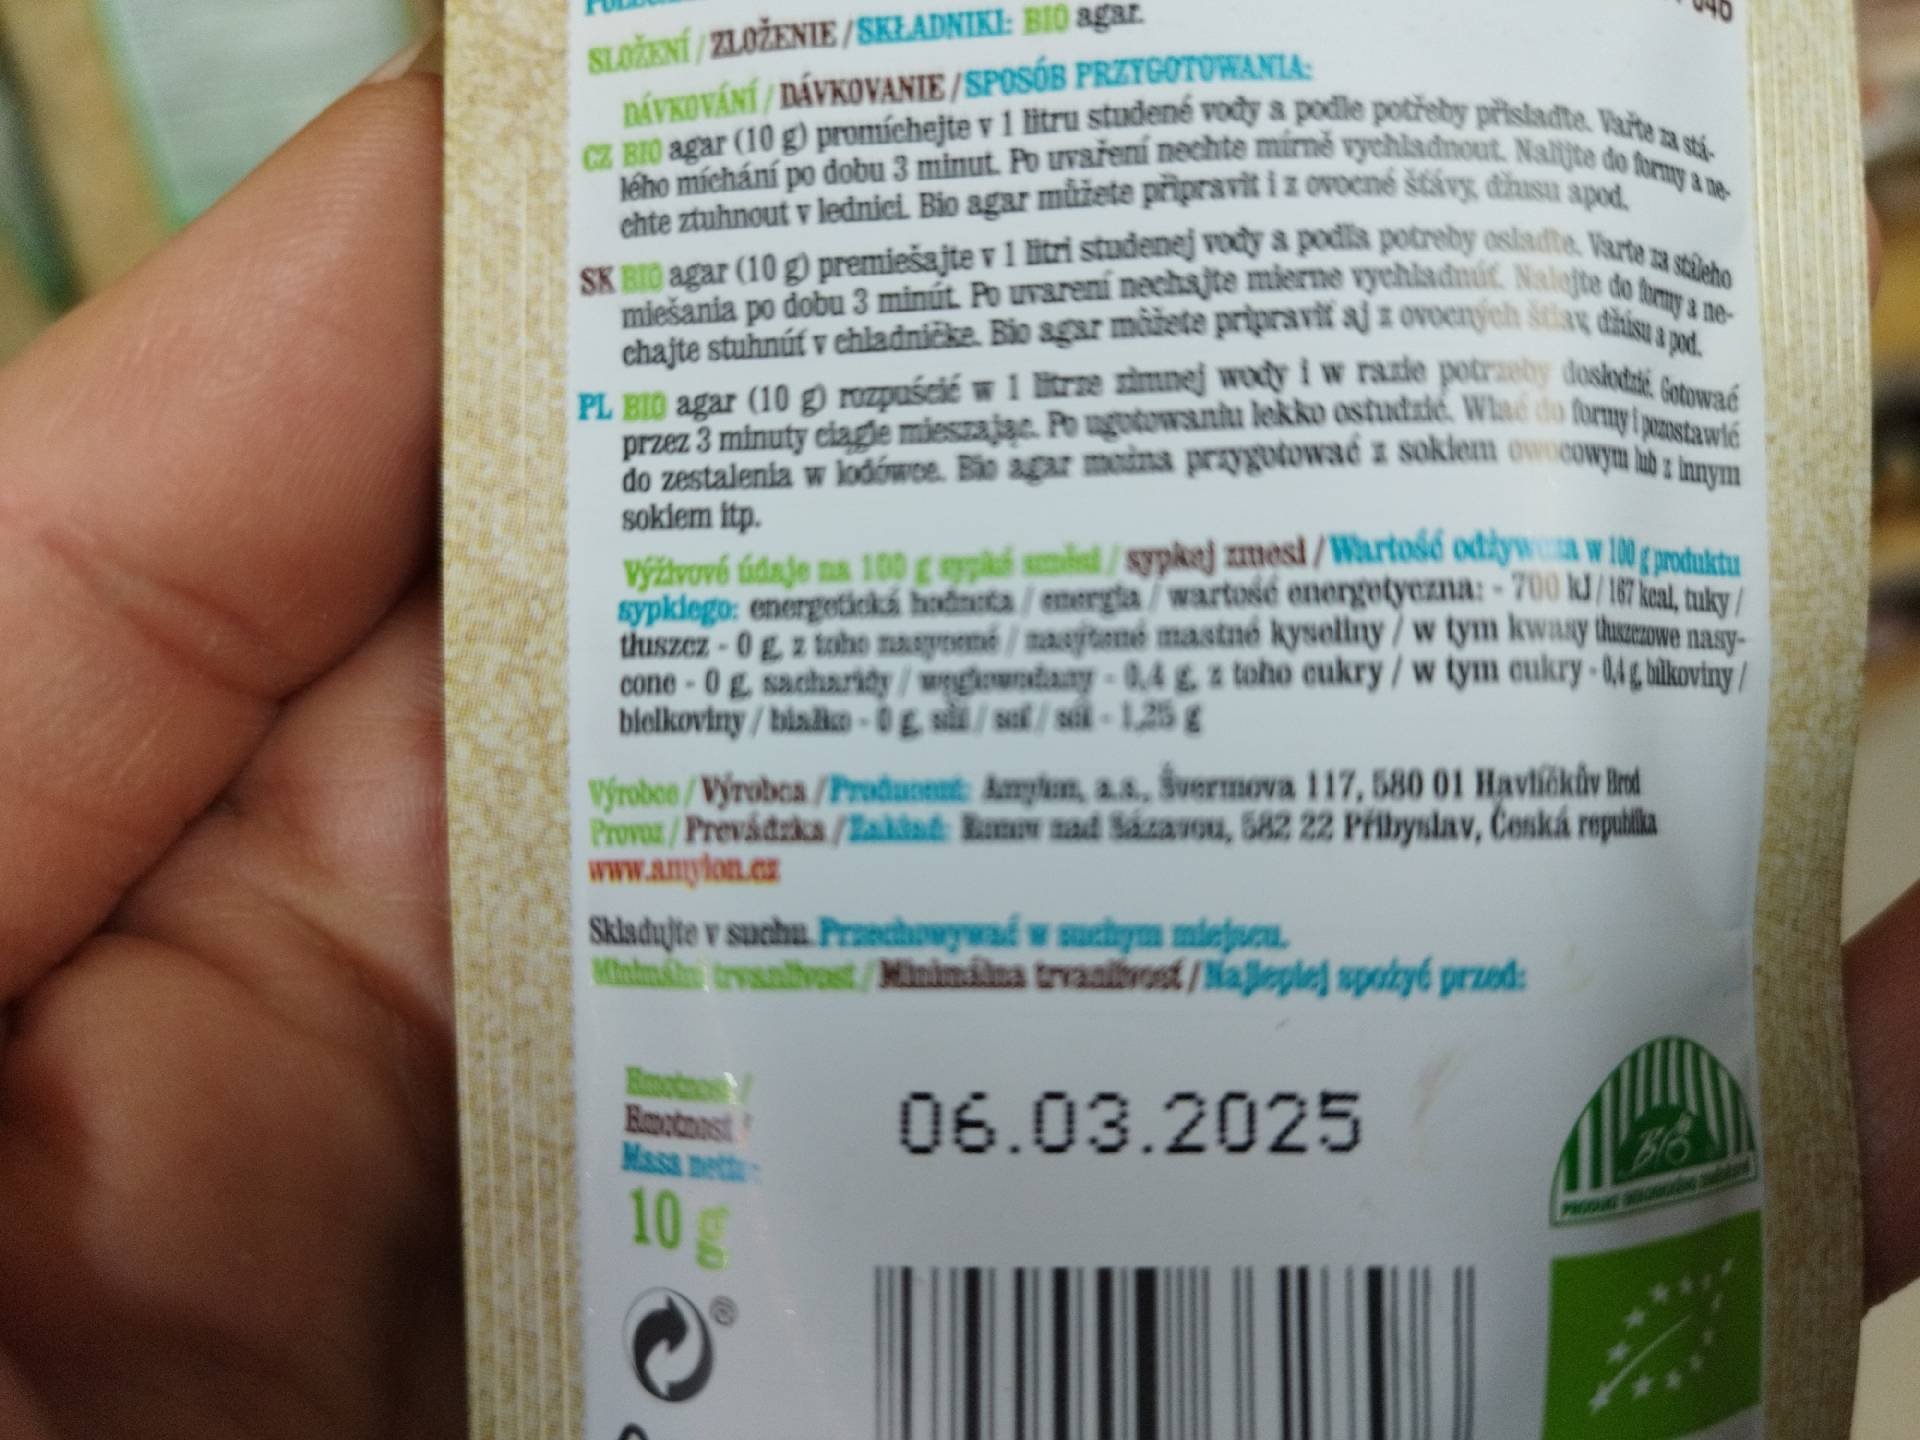 SLOŽENÍ / ZLOŽENIE / SKŁADNIKI: BIO agar.
DÁVKOVÁNÍ / DÁVKOVANIE / SPOSÓB PRZYGOTOWANIA:
CZ BIO agar (10 g) promíchejte v 1 litru studené vody a podle potřeby přislaďte. Vařte za stá-
lého míchání po dobu 3 minut. Po uvaření nechte mírně vychladnout. Nalijte do formy a ne-
chte ztuhnout v lednici. Bio agar můžete připravit i z ovocné šťávy, džusu apod.
SK BIO agar (10 g) premiešajte v 1 litri studenej vody a podľa potreby oslaďte. Varte za stáleho
miešania po dobu 3 minút. Po uvarení nechajte mierne vychladnúť. Nalejte do formy a ne-
chajte stuhnúť v chladničke. Bio agar môžete pripraviť aj z ovocných štiav, džúsu a pod.
PL BIO agar (10 g) rozpuścić w 1 litrze zimnej wody i w razie potrzeby dosłodzić. Gotować
przez 3 minuty ciągle mieszając. Po ugotowaniu lekko ostudzić. Wlać do formy i pozostawić
do zestalenia w lodówce. Bio agar można przygotować z sokiem owocowym lub z innym
sokiem itp.
Výživové údaje na 100 g sypké směsi / sypkej zmesi / Wartość odżywcza w 100 g produktu
sypkiego: energetická hodnota / energia / wartość energetyczna: - 700 kJ / 167 kcal, tuky /
tłuszcz - 0 g, z toho nasycené / nasýtené mastné kyseliny / w tym kwasy tłuszczowe nasy-
cone - 0 g, sacharidy / węglowodany - 0,4 g, z toho cukry / w tym cukry - 0,4 g, bílkoviny /
bielkoviny / białko - 0 g, sůl / soľ / sól - 1,25 g
Výrobce / Výrobca / Producent: Amylon, a.s., Švermova 117, 580 01 Havlíčkův Brod
Provoz / Prevádzka / Zakład: Ronov nad Sázavou, 582 22 Přibyslav, Česká republika
www.amylon.cz
Skladujte v suchu. Przechowywać w suchym miejscu.
Minimální trvanlivost / Minimálna trvanlivosť / Najlepiej spożyć przed:
Hmotnost /
Hmotnosť /
Masa netto:
06.03.2025
10 g
BIO
PRODUKT EKOLOGICKÉHO ZEMĚDĚLSTVÍ